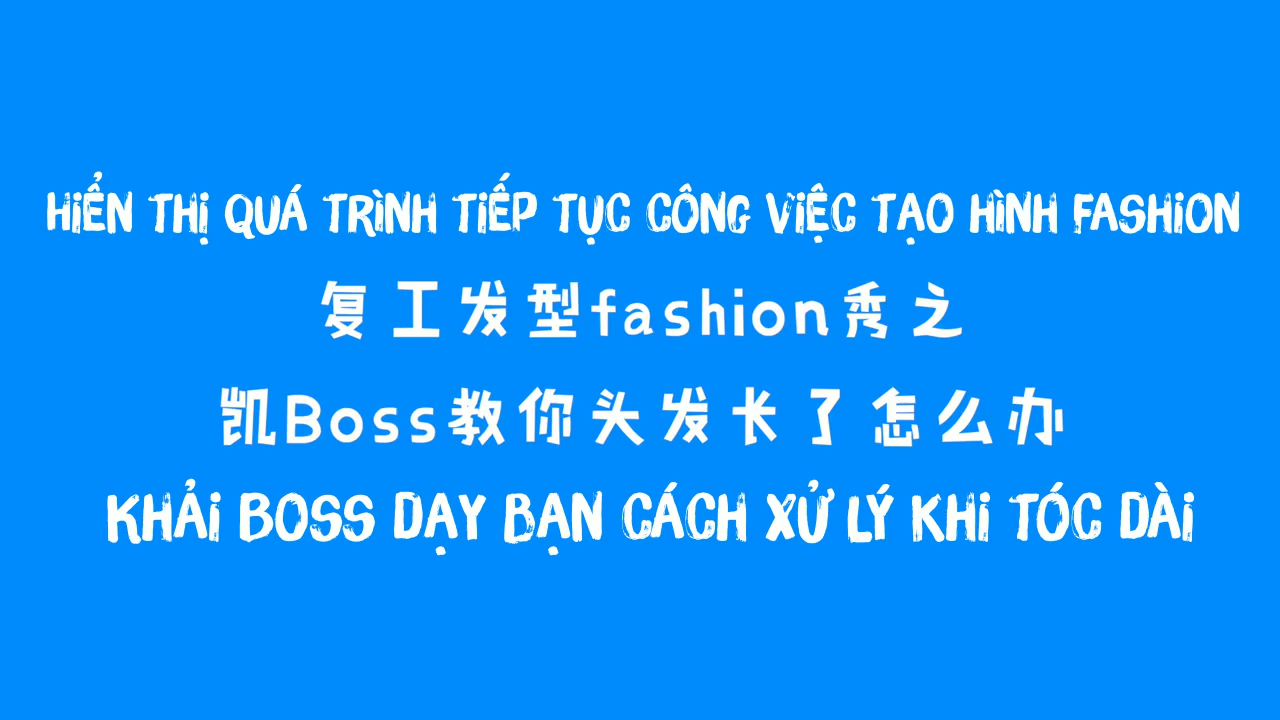 HIỂN THỊ QUÁ TRÌNH TIẾP TỤC CÔNG VIỆC TẠO HÌNH FASHION
复工发型fashion秀之
凯Boss教你头发长了怎么办
KHẢI BOSS DẠY BẠN CÁCH XỬ LÝ KHI TÓC DÀI